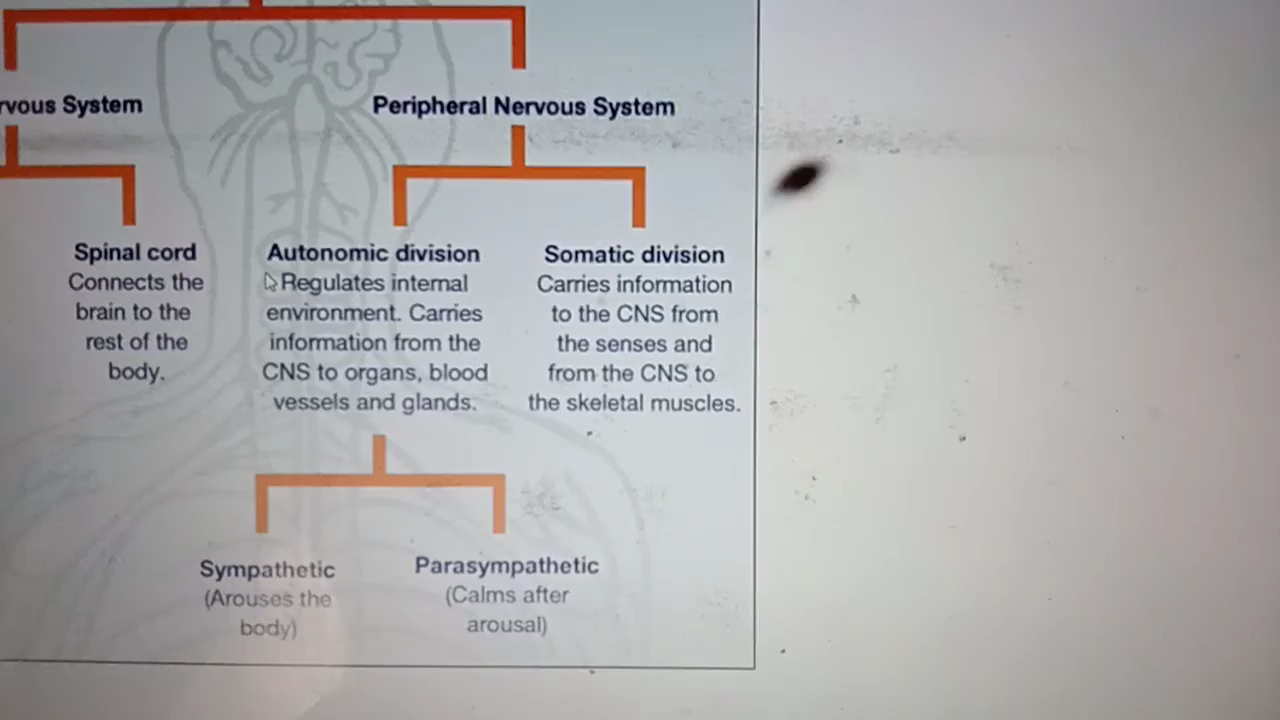 rvous System
Peripheral Nervous System
Spinal cord
Connects the
brain to the
rest of the
body.
Autonomic division
Regulates internal
environment. Carries
information from the
CNS to organs, blood
vessels and glands.
Somatic division
Carries information
to the CNS from
the senses and
from the CNS to
the skeletal muscles.
Sympathetic
(Arouses the
body)
Parasympathetic
(Calms after
arousal)